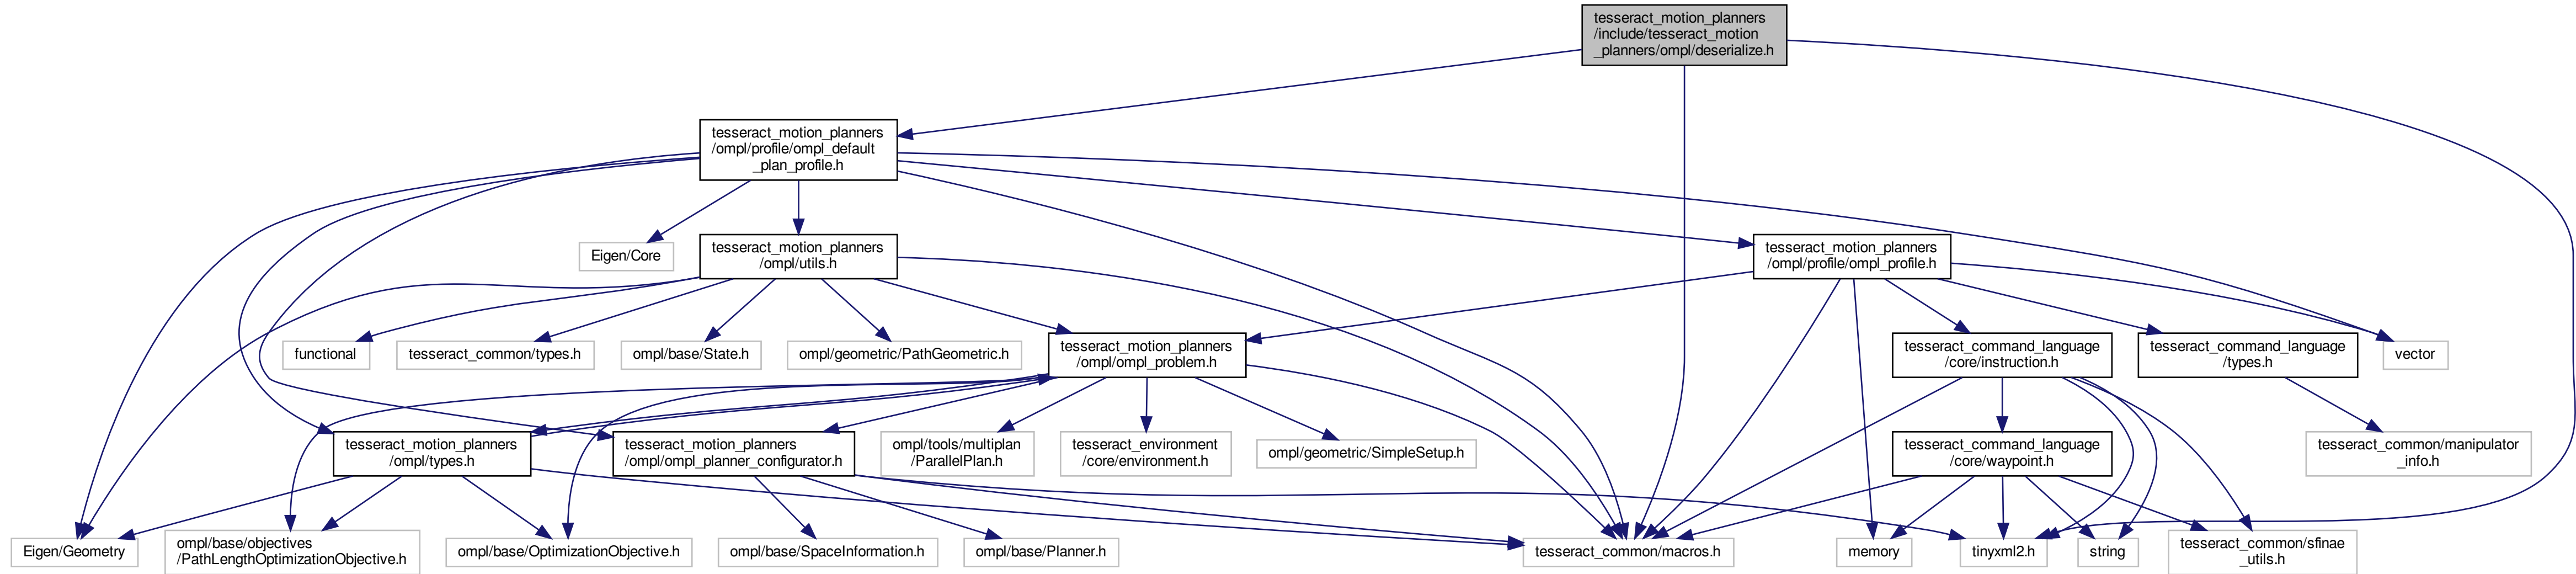 tesseract_motion_planners
/include/tesseract_motion
_planners/ompl/deserialize.h
tesseract_motion_planners
/ompl/profile/ompl_default
_plan_profile.h
Eigen/Core
tesseract_motion_planners
/ompl/utils.h
tesseract_motion_planners
/ompl/profile/ompl_profile.h
functional
tesseract_common/types.h
ompl/base/State.h
ompl/geometric/PathGeometric.h
tesseract_motion_planners
/ompl/ompl_problem.h
tesseract_command_language
/core/instruction.h
tesseract_command_language
/types.h
vector
tesseract_motion_planners
/ompl/types.h
tesseract_motion_planners
/ompl/ompl_planner_configurator.h
ompl/tools/multiplan
/ParallelPlan.h
tesseract_environment
/core/environment.h
ompl/geometric/SimpleSetup.h
tesseract_command_language
/core/waypoint.h
tesseract_common/manipulator
_info.h
Eigen/Geometry
ompl/base/objectives
/PathLengthOptimizationObjective.h
ompl/base/OptimizationObjective.h
ompl/base/SpaceInformation.h
ompl/base/Planner.h
tesseract_common/macros.h
memory
tinyxml2.h
string
tesseract_common/sfinae
_utils.h